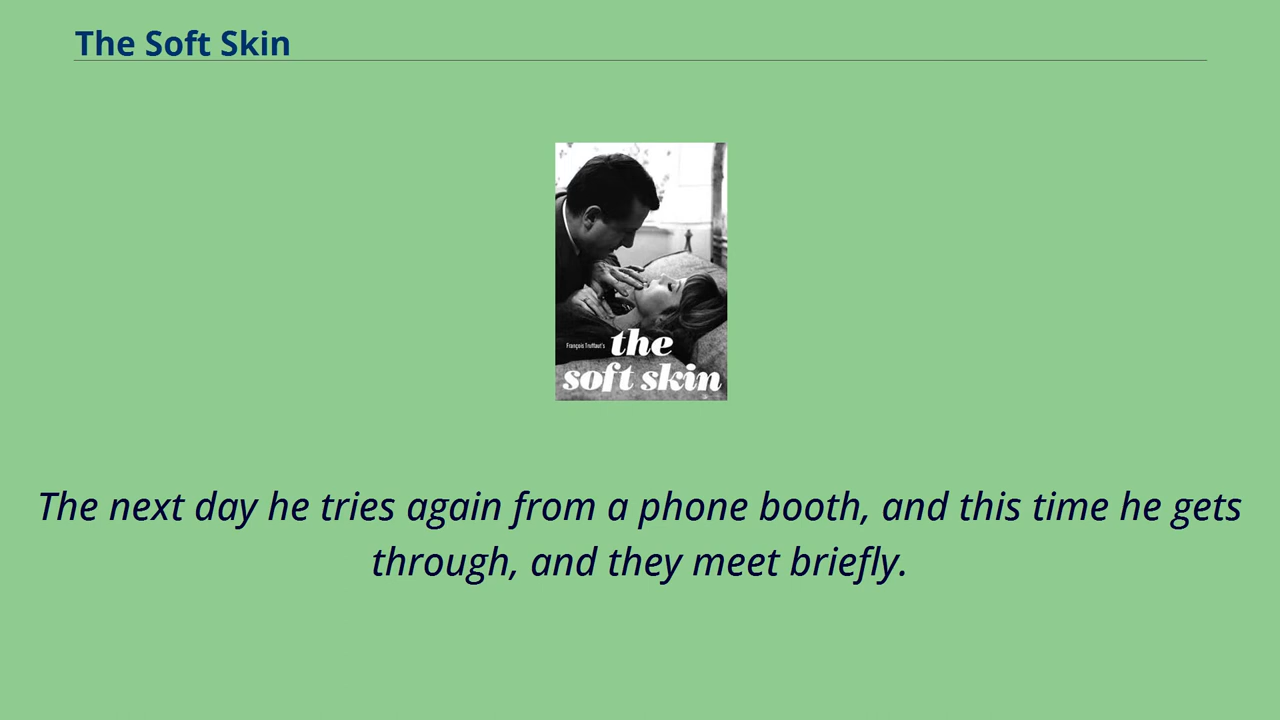 The Soft Skin
François Truffaut's the
soft skin
The next day he tries again from a phone booth, and this time he gets
through, and they meet briefly.